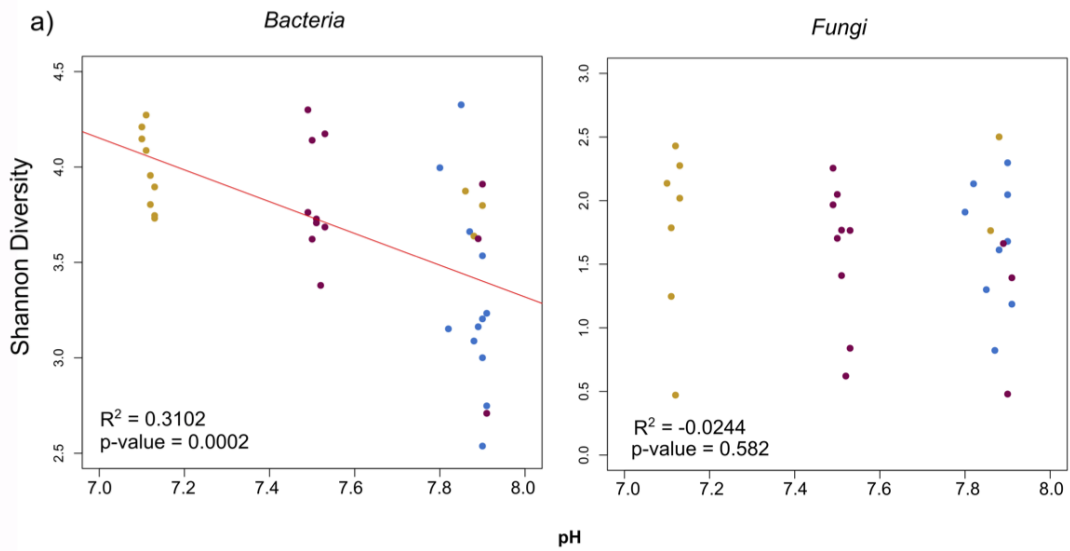 a)
Bacteria
Fungi
Shannon Diversity
4.5
4.0
3.5
3.0
2.5
R² = 0.3102
p-value = 0.0002
7.0 7.2 7.4 7.6 7.8 8.0
3.0
2.5
2.0
1.5
1.0
0.5
0.0
R² = -0.0244
p-value = 0.582
7.0 7.2 7.4 7.6 7.8 8.0
pH